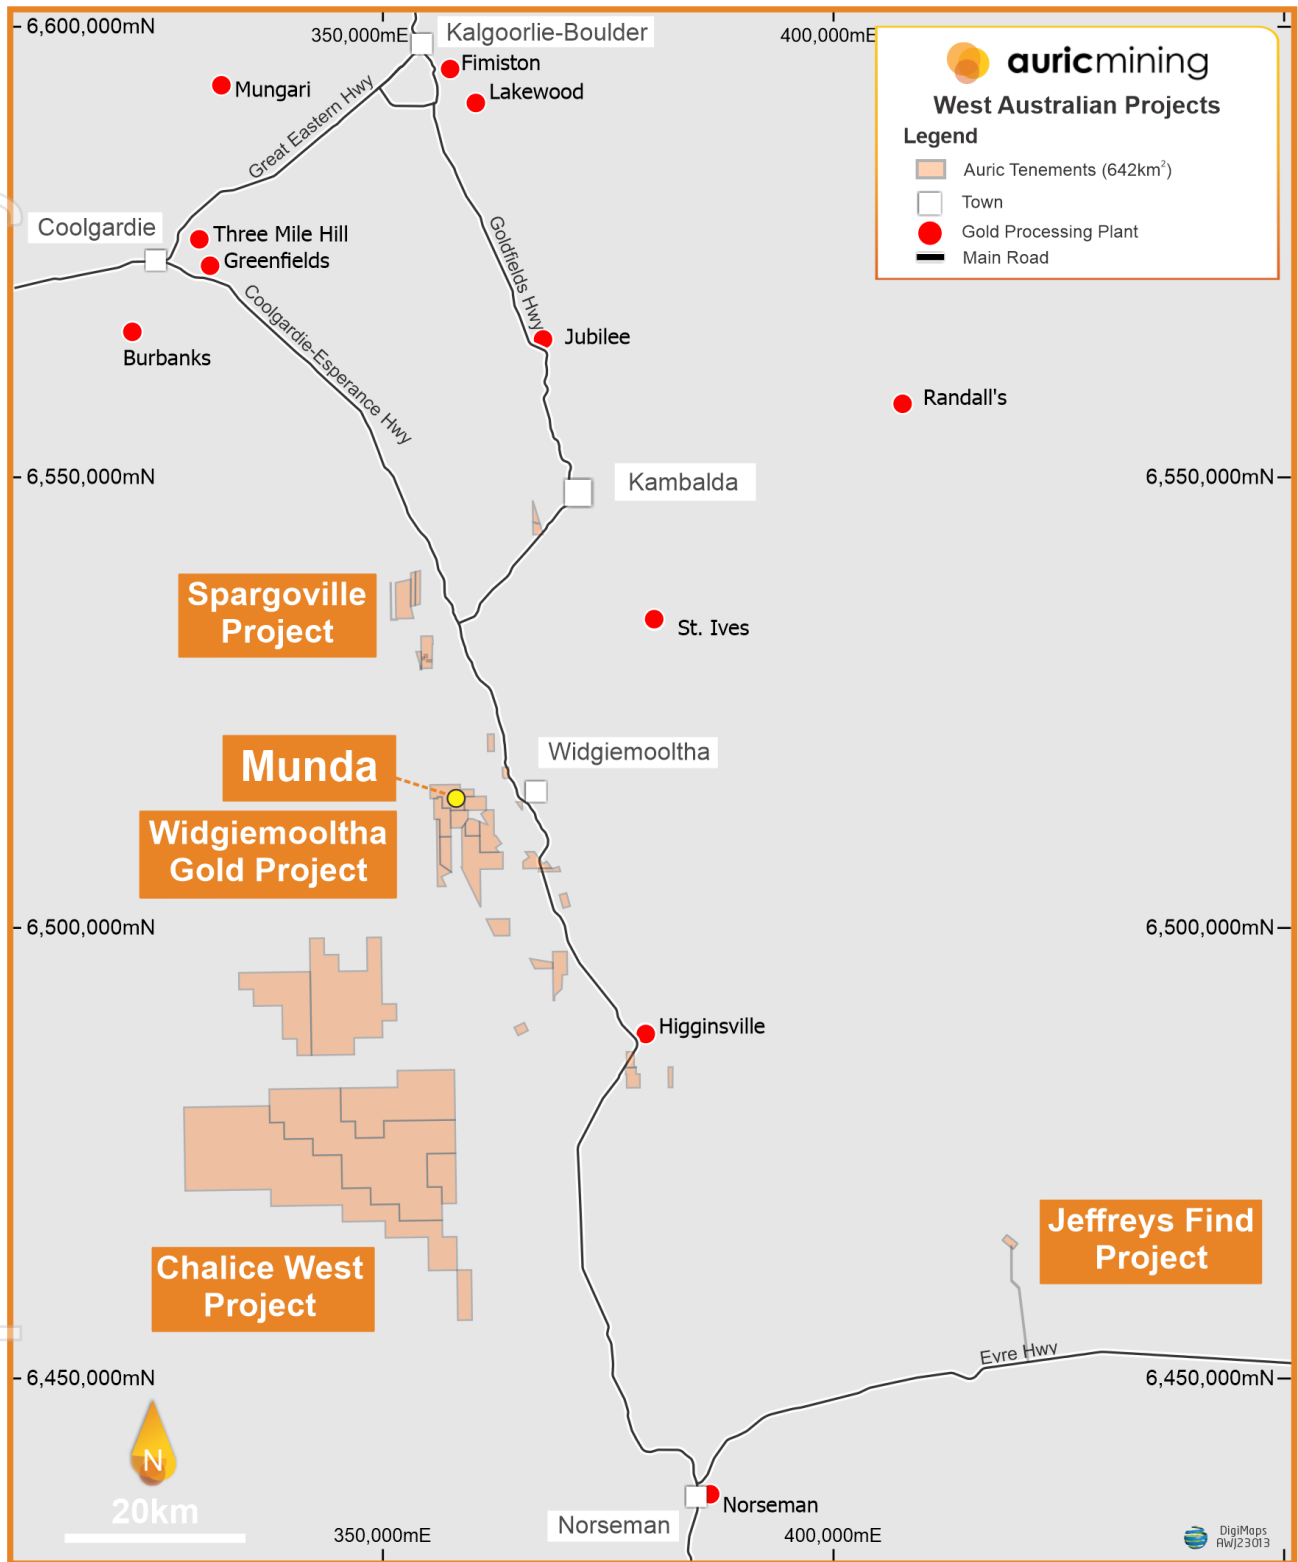 6,600,000mN
350,000mE
Kalgoorlie-Boulder
400,000mE
auricmining
West Australian Projects
Legend
Auric Tenements (642km²)
Town
Gold Processing Plant
Main Road
Fimiston
Mungari
Lakewood
Great Eastern Hwy
Coolgardie
Three Mile Hill
Greenfields
Goldfields Hwy
Coolgardie-Esperance Hwy
Burbanks
Jubilee
Randall's
6,550,000mN
Kambalda
6,550,000mN
Spargoville
Project
St. Ives
Munda
Widgiemooltha
Widgiemooltha
Gold Project
6,500,000mN
6,500,000mN
Higginsville
Jeffreys Find
Project
Chalice West
Project
Eyre Hwy
6,450,000mN
6,450,000mN
N
20km
Norseman
Norseman
350,000mE
400,000mE
DigiMaps
AWJ23013